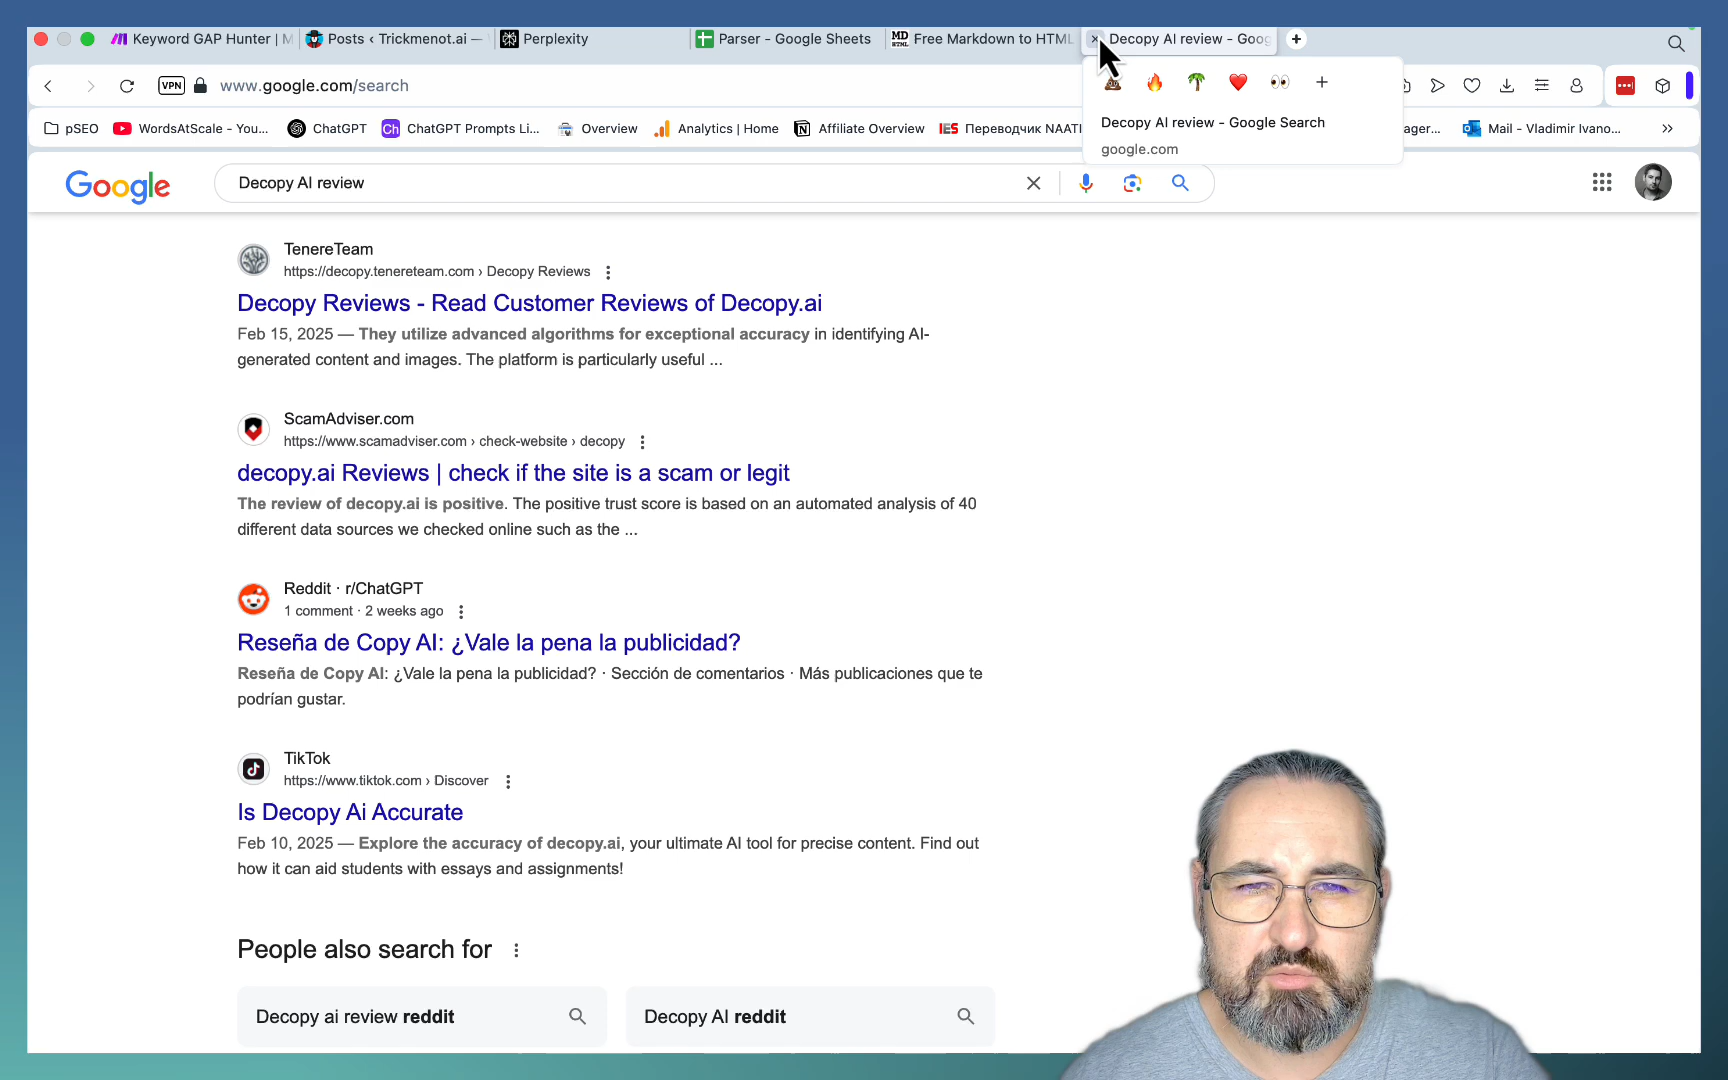 Keyword GAP Hunter | M
Posts ‹ Trickmenot.ai —
Perplexity
Parser - Google Sheets
MD HTML Free Markdown to HTML
Decopy AI review - Goog
VPN
www.google.com/search
pSEO
WordsAtScale - You...
ChatGPT
Ch ChatGPT Prompts Li...
Overview
Analytics | Home
Affiliate Overview
IES Переводчик NAATI
ager...
Mail - Vladimir Ivano...
Decopy AI review - Google Search
google.com
Google
Decopy AI review
TenereTeam
https://decopy.tenereteam.com › Decopy Reviews
Decopy Reviews - Read Customer Reviews of Decopy.ai
Feb 15, 2025 — They utilize advanced algorithms for exceptional accuracy in identifying AI-
generated content and images. The platform is particularly useful ...
ScamAdviser.com
https://www.scamadviser.com › check-website › decopy
decopy.ai Reviews | check if the site is a scam or legit
The review of decopy.ai is positive. The positive trust score is based on an automated analysis of 40
different data sources we checked online such as the ...
Reddit · r/ChatGPT
1 comment · 2 weeks ago
Reseña de Copy AI: ¿Vale la pena la publicidad?
Reseña de Copy AI: ¿Vale la pena la publicidad? · Sección de comentarios · Más publicaciones que te
podrían gustar.
TikTok
https://www.tiktok.com › Discover
Is Decopy Ai Accurate
Feb 10, 2025 — Explore the accuracy of decopy.ai, your ultimate AI tool for precise content. Find out
how it can aid students with essays and assignments!
People also search for
Decopy ai review reddit
Decopy AI reddit